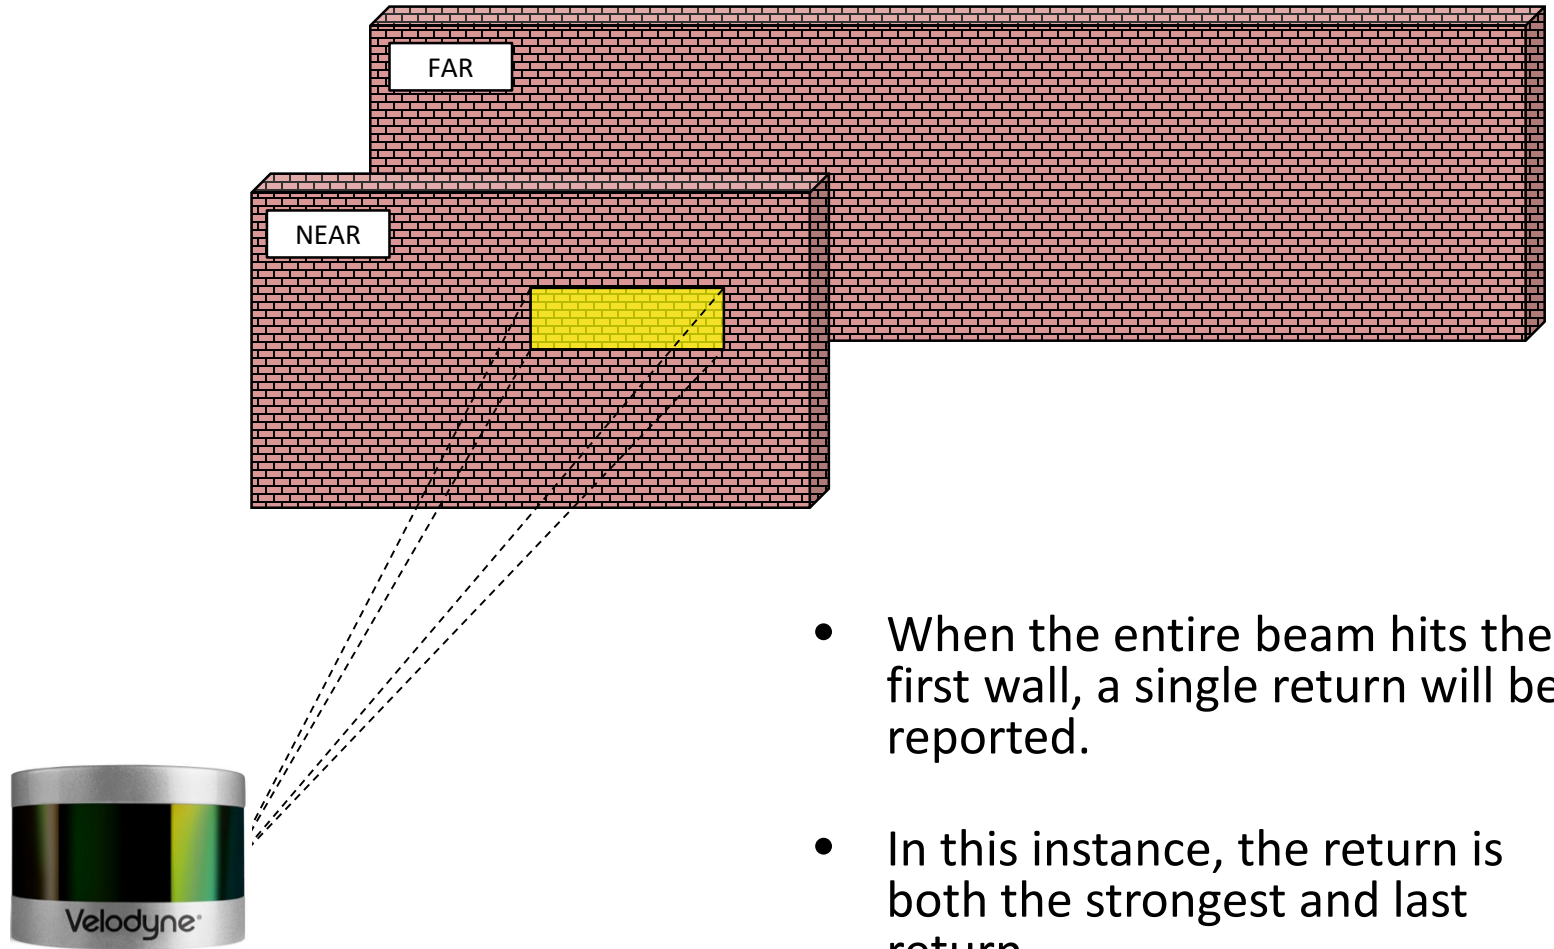 FAR
NEAR
• When the entire beam hits the
first wall, a single return will be
reported.
• In this instance, the return is
both the strongest and last
return
Velodyne®